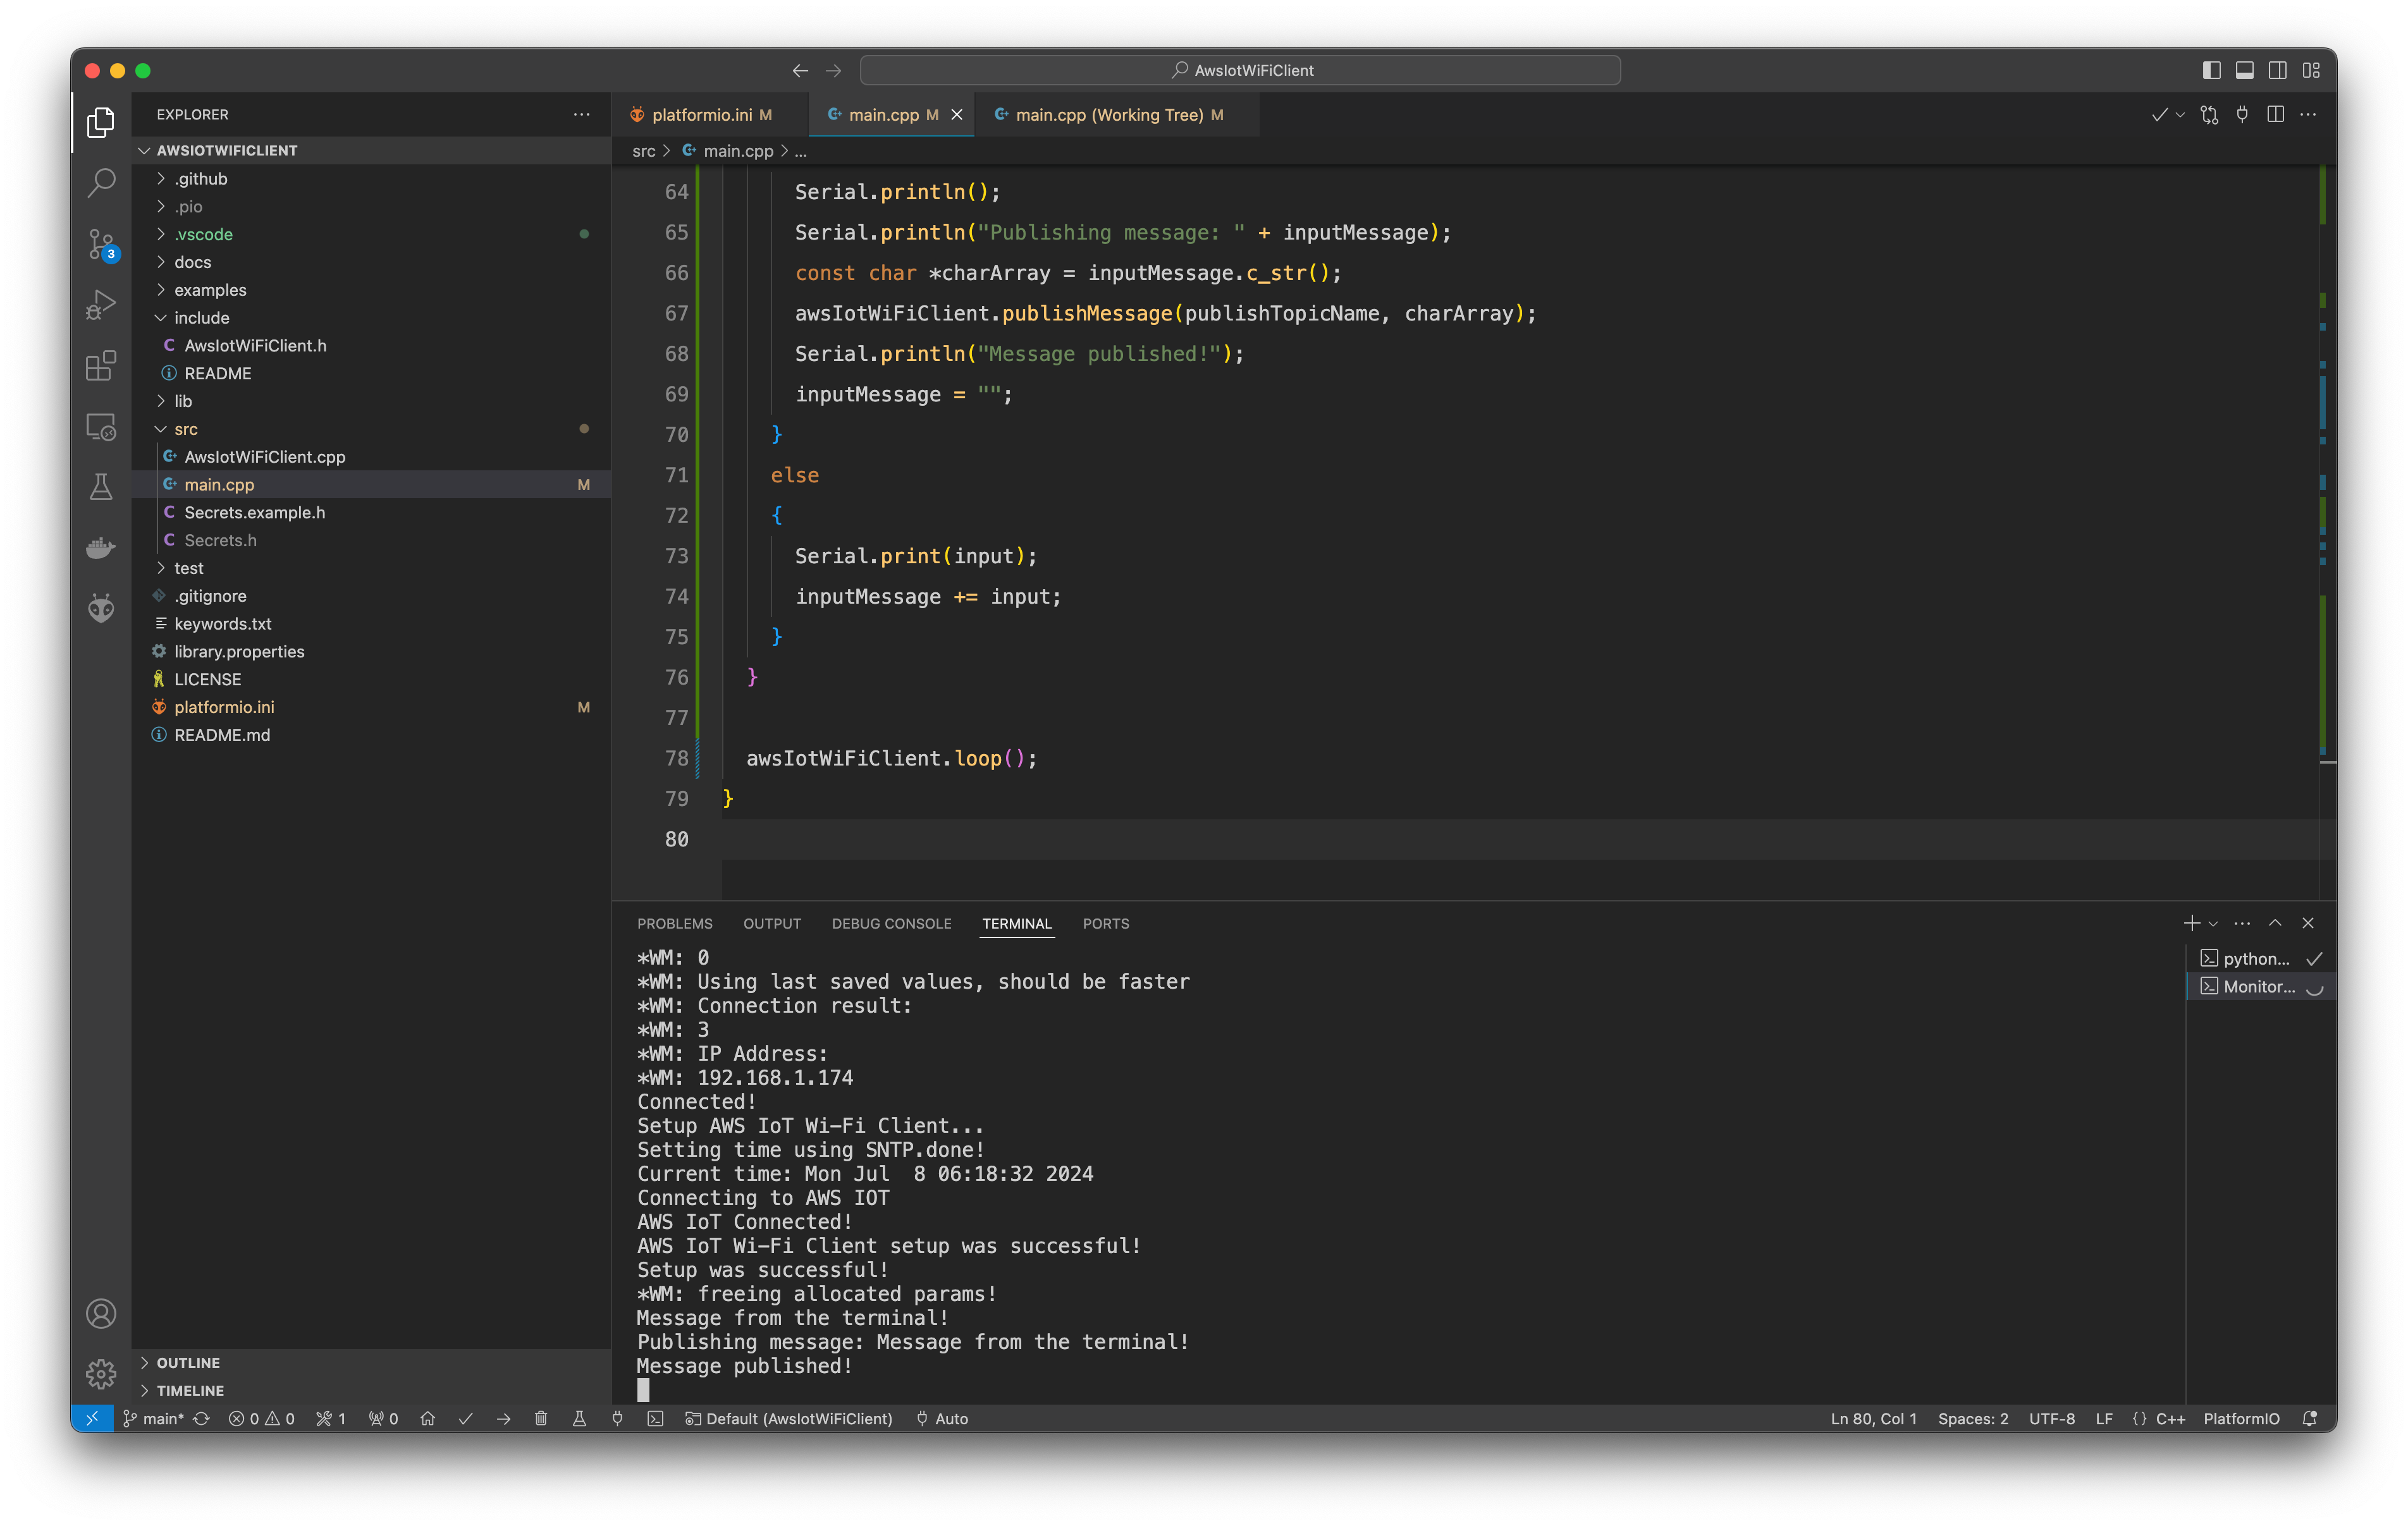 AwsIotWiFiClient
EXPLORER
AWSIOTWIFICLIENT
.github
.pio
.vscode
docs
examples
include
AwsIotWiFiClient.h
README
lib
src
AwsIotWiFiClient.cpp
main.cpp M
Secrets.example.h
Secrets.h
test
.gitignore
keywords.txt
library.properties
LICENSE
platformio.ini M
README.md
OUTLINE
TIMELINE
3
platformio.ini M main.cpp M main.cpp (Working Tree) M
src > main.cpp > ...
64 Serial.println();
65 Serial.println("Publishing message: " + inputMessage);
66 const char *charArray = inputMessage.c_str();
67 awsIotWiFiClient.publishMessage(publishTopicName, charArray);
68 Serial.println("Message published!");
69 inputMessage = "";
70 }
71 else
72 {
73 Serial.print(input);
74 inputMessage += input;
75 }
76 }
77
78 awsIotWiFiClient.loop();
79 }
80
PROBLEMS OUTPUT DEBUG CONSOLE TERMINAL PORTS
*WM: 0
*WM: Using last saved values, should be faster
*WM: Connection result:
*WM: 3
*WM: IP Address:
*WM: 192.168.1.174
Connected!
Setup AWS IoT Wi-Fi Client...
Setting time using SNTP.done!
Current time: Mon Jul  8 06:18:32 2024
Connecting to AWS IOT
AWS IoT Connected!
AWS IoT Wi-Fi Client setup was successful!
Setup was successful!
*WM: freeing allocated params!
Message from the terminal!
Publishing message: Message from the terminal!
Message published!
python...
Monitor...
main* 0 0 1 0 Default (AwsIotWiFiClient) Auto Ln 80, Col 1 Spaces: 2 UTF-8 LF {} C++ PlatformIO